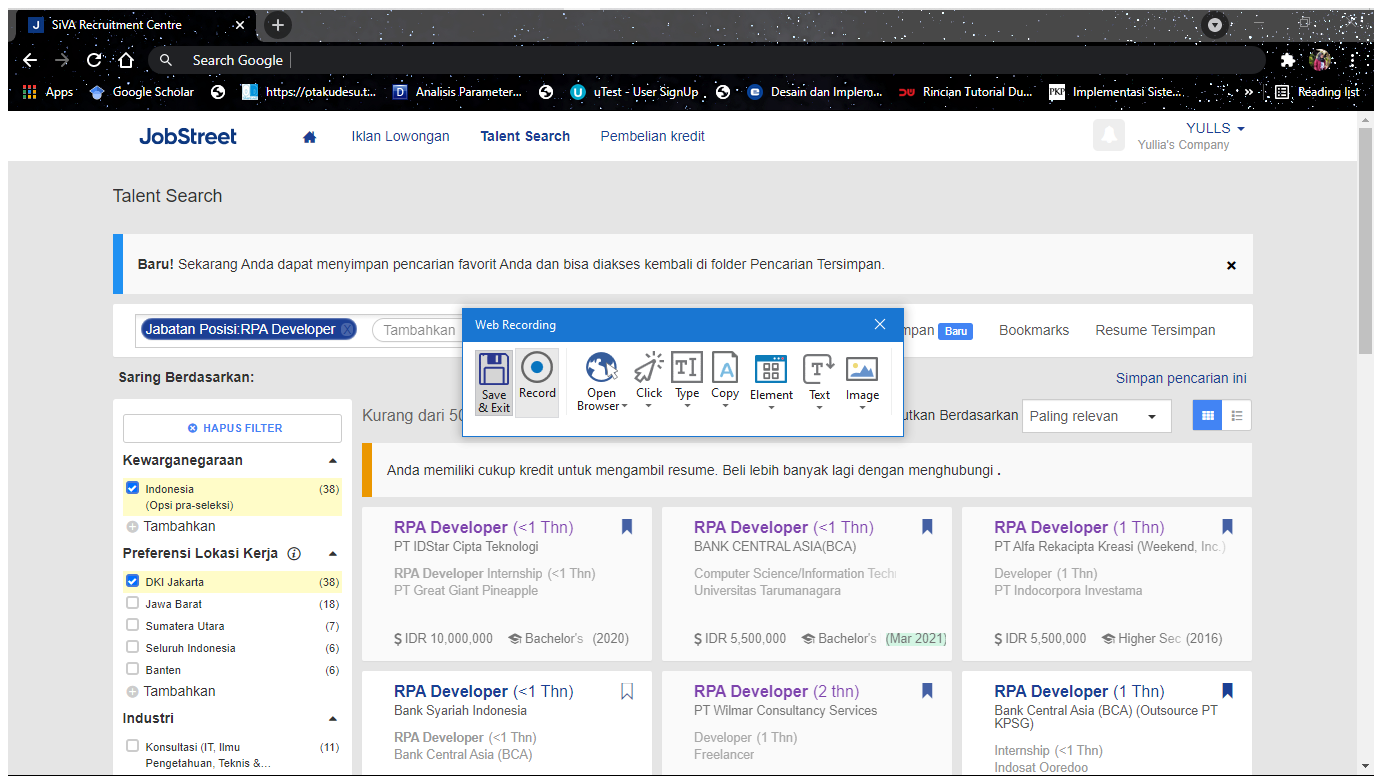 J SiVA Recruitment Centre
Search Google
Apps Google Scholar https://otakudesu.t... D Analisis Parameter... uTest - User SignUp Desain dan Implem... Rincian Tutorial Du... PKP Implementasi Siste... » Reading list
JobStreet Iklan Lowongan Talent Search Pembelian kredit YULLS
Yullia's Company
Talent Search
Baru! Sekarang Anda dapat menyimpan pencarian favorit Anda dan bisa diakses kembali di folder Pencarian Tersimpan.
Jabatan Posisi:RPA Developer Tambahkan mpan Baru Bookmarks Resume Tersimpan
Web Recording
Save & Exit
Record
Open Browser
Click
Type
Copy
Element
Text
Image
Saring Berdasarkan:
Simpan pencarian ini
Kurang dari 50
utkan Berdasarkan Paling relevan
HAPUS FILTER
Kewarganegaraan
Indonesia (38)
(Opsi pra-seleksi)
Tambahkan
Preferensi Lokasi Kerja
DKI Jakarta (38)
Jawa Barat (18)
Sumatera Utara (7)
Seluruh Indonesia (6)
Banten (6)
Tambahkan
Industri
Konsultasi (IT, Ilmu (11)
Pengetahuan, Teknis &...
Anda memiliki cukup kredit untuk mengambil resume. Beli lebih banyak lagi dengan menghubungi .
RPA Developer (<1 Thn)
PT IDStar Cipta Teknologi
RPA Developer Internship (<1 Thn)
PT Great Giant Pineapple
$ IDR 10,000,000 Bachelor's (2020)
RPA Developer (<1 Thn)
BANK CENTRAL ASIA(BCA)
Computer Science/Information Techn
Universitas Tarumanagara
$ IDR 5,500,000 Bachelor's (Mar 2021)
RPA Developer (1 Thn)
PT Alfa Rekacipta Kreasi (Weekend, Inc.)
Developer (1 Thn)
PT Indocorpora Investama
$ IDR 5,500,000 Higher Sec (2016)
RPA Developer (<1 Thn)
Bank Syariah Indonesia
RPA Developer (<1 Thn)
Bank Central Asia (BCA)
RPA Developer (2 thn)
PT Wilmar Consultancy Services
Developer (1 Thn)
Freelancer
RPA Developer (1 Thn)
Bank Central Asia (BCA) (Outsource PT
KPSG)
Internship (<1 Thn)
Indosat Ooredoo